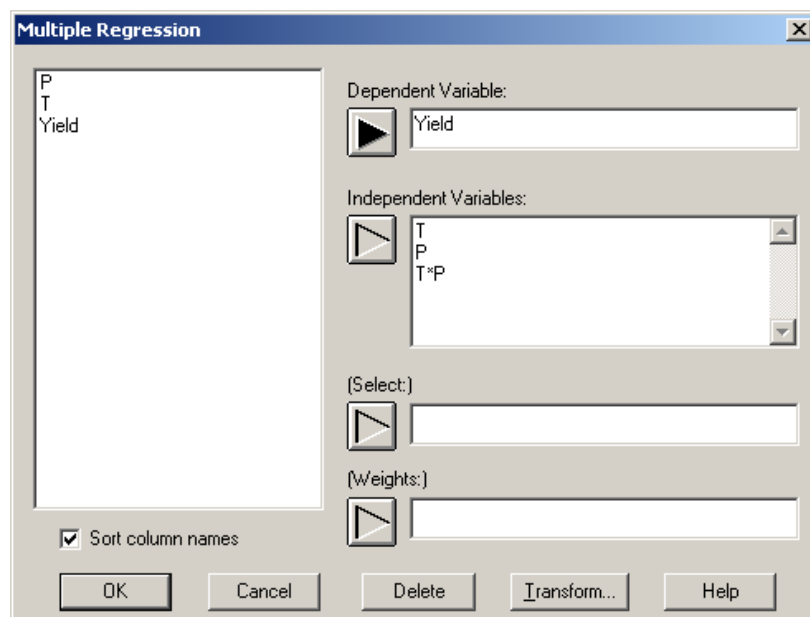 Multiple Regression
P
T
Yield
Dependent Variable:
Yield
Independent Variables:
T
P
T*P
(Select:)
(Weights:)
Sort column names
OK
Cancel
Delete
Transform...
Help